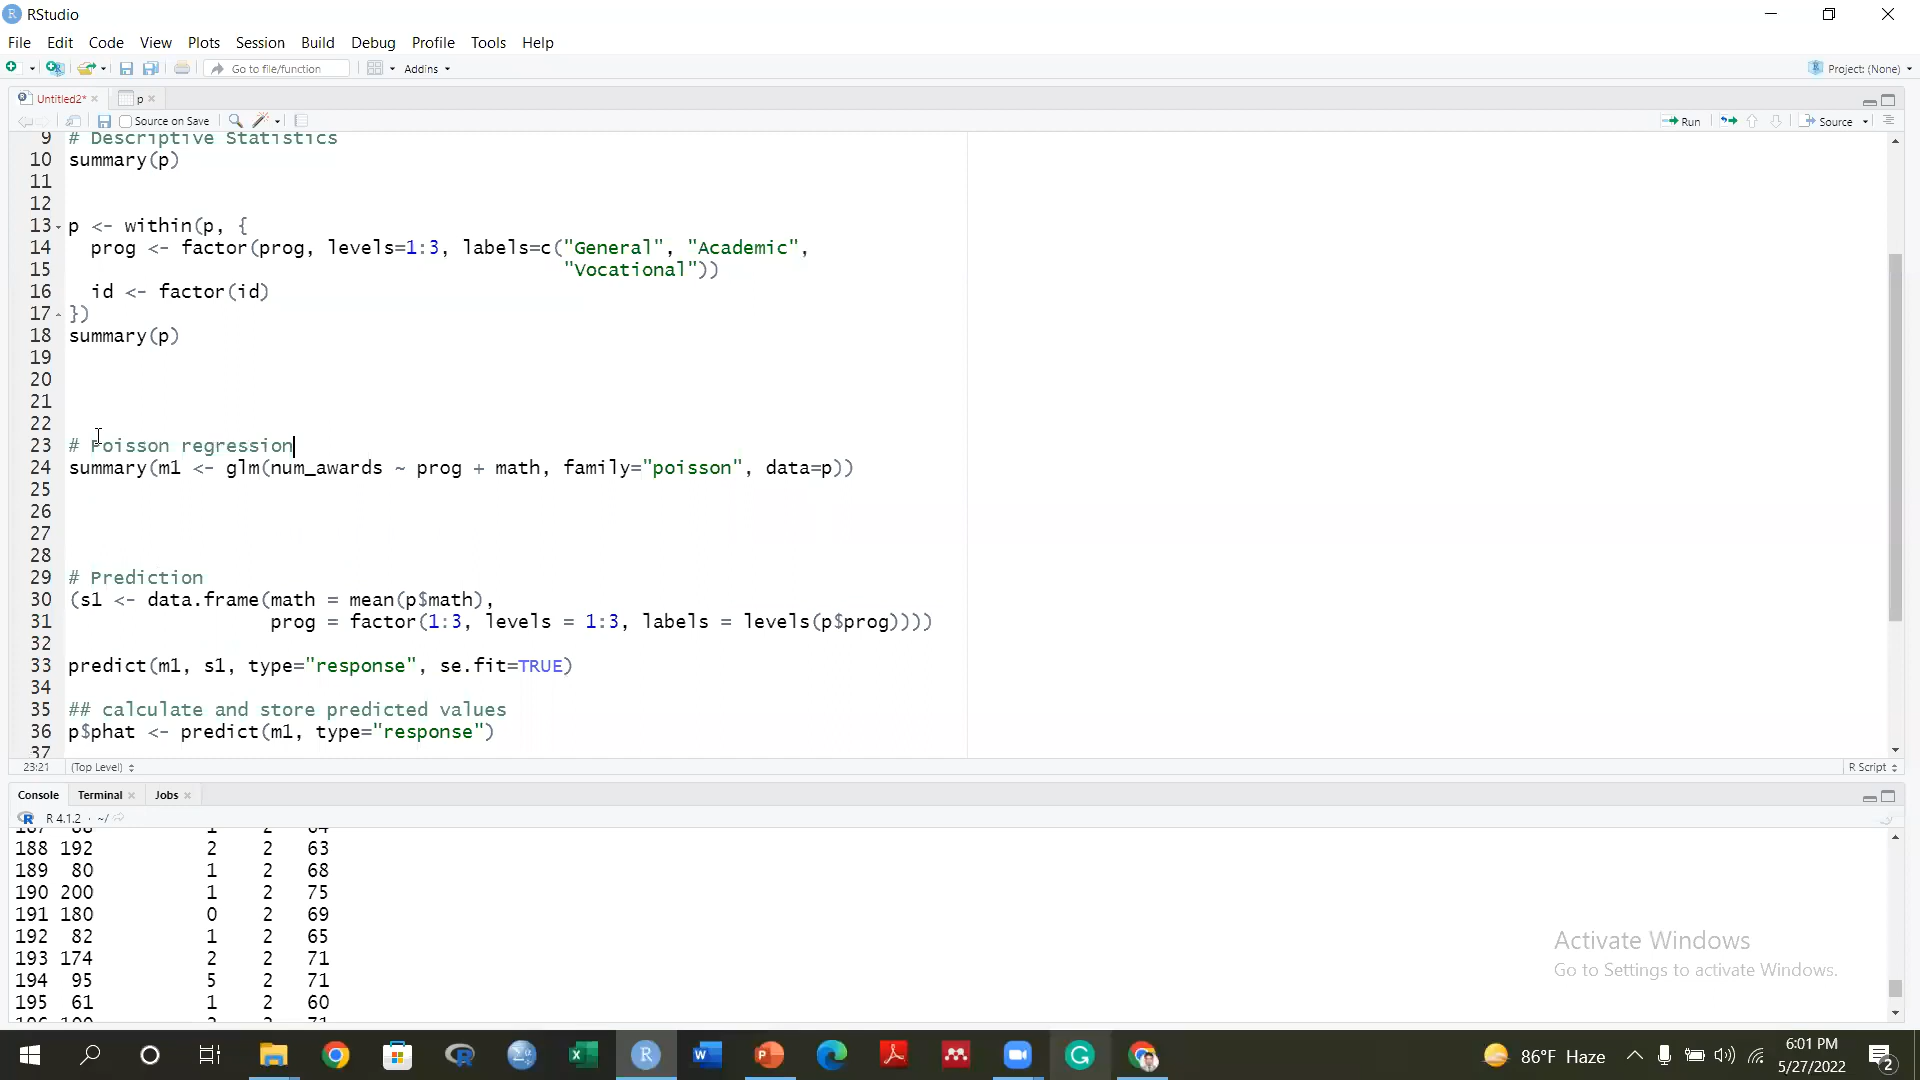 RStudio
File Edit Code View Plots Session Build Debug Profile Tools Help
Go to file/function Addins Project: (None)
Untitled2* p
Source on Save Run Source
9 # Descriptive Statistics
10 summary(p)
11
12
13 p <- within(p, {
14 prog <- factor(prog, levels=1:3, labels=c("General", "Academic",
15 "Vocational"))
16 id <- factor(id)
17 })
18 summary(p)
19
20
21
22
23 # Poisson regression
24 summary(m1 <- glm(num_awards ~ prog + math, family="poisson", data=p))
25
26
27
28
29 # Prediction
30 (s1 <- data.frame(math = mean(p$math),
31 prog = factor(1:3, levels = 1:3, labels = levels(p$prog))))
32
33 predict(m1, s1, type="response", se.fit=TRUE)
34
35 ## calculate and store predicted values
36 p$phat <- predict(m1, type="response")
37
23:21 (Top Level) R Script
Console Terminal Jobs
R 4.1.2 · ~/
188 192 2 2 63
189 80 1 2 68
190 200 1 2 75
191 180 0 2 69
192 82 1 2 65
193 174 2 2 71
194 95 5 2 71
195 61 1 2 60
Activate Windows
Go to Settings to activate Windows.
86°F Haze
6:01 PM
5/27/2022
2